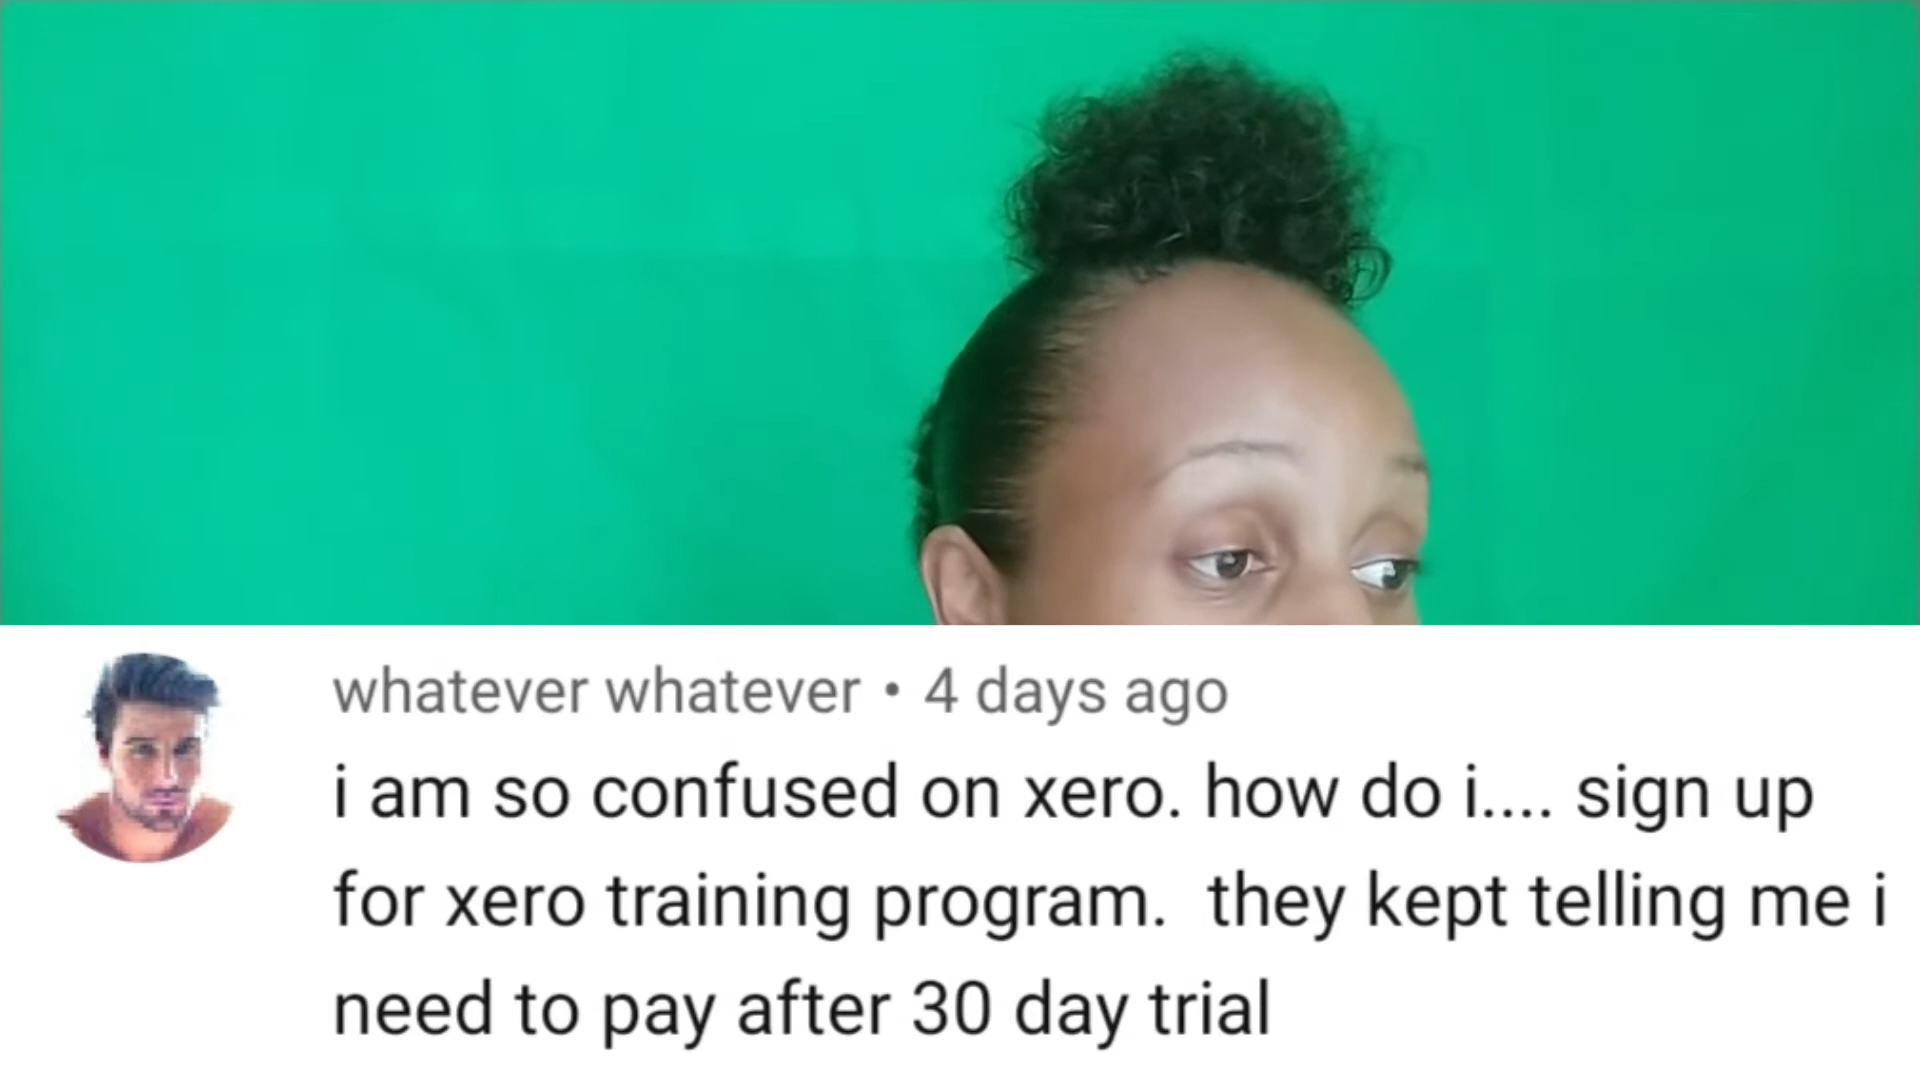 whatever whatever • 4 days ago
i am so confused on xero. how do i.... sign up
for xero training program.  they kept telling me i
need to pay after 30 day trial